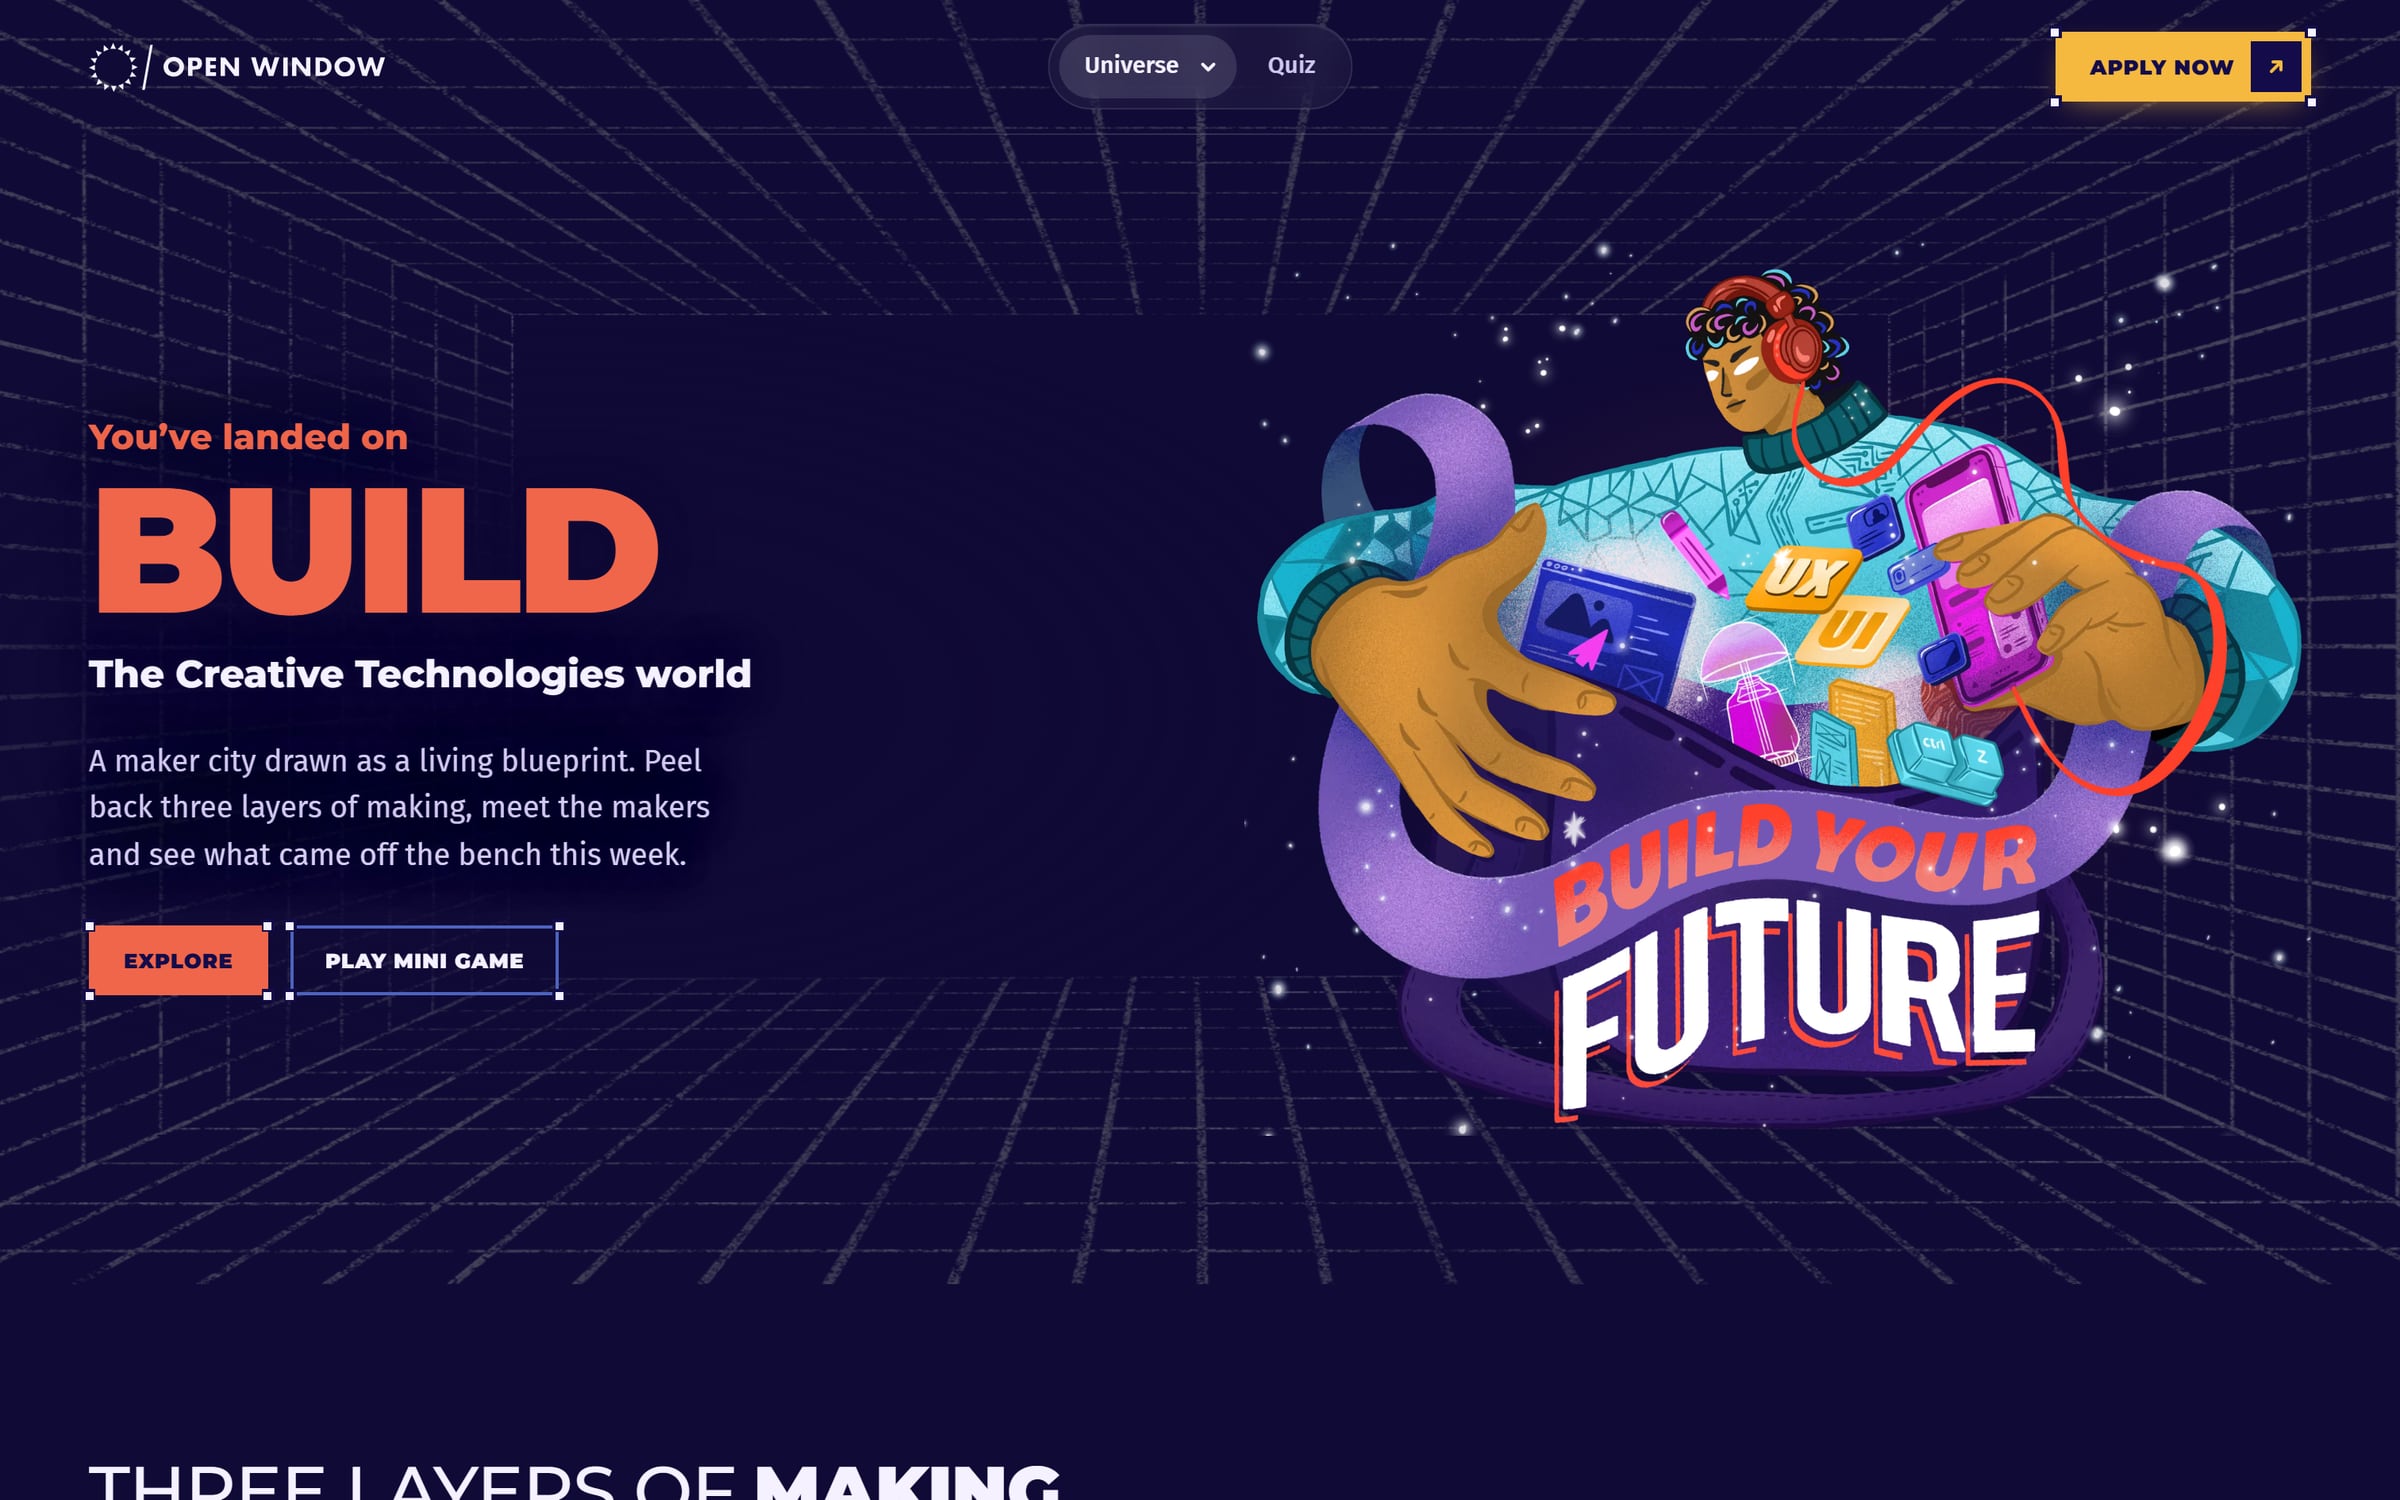 OPEN WINDOW
Universe
Quiz
APPLY NOW
You’ve landed on
BUILD
The Creative Technologies world
A maker city drawn as a living blueprint. Peel
back three layers of making, meet the makers
and see what came off the bench this week.
EXPLORE
PLAY MINI GAME
UX
UI
ctrl
Z
BUILD YOUR
FUTURE
THREE LAYERS OF MAKING